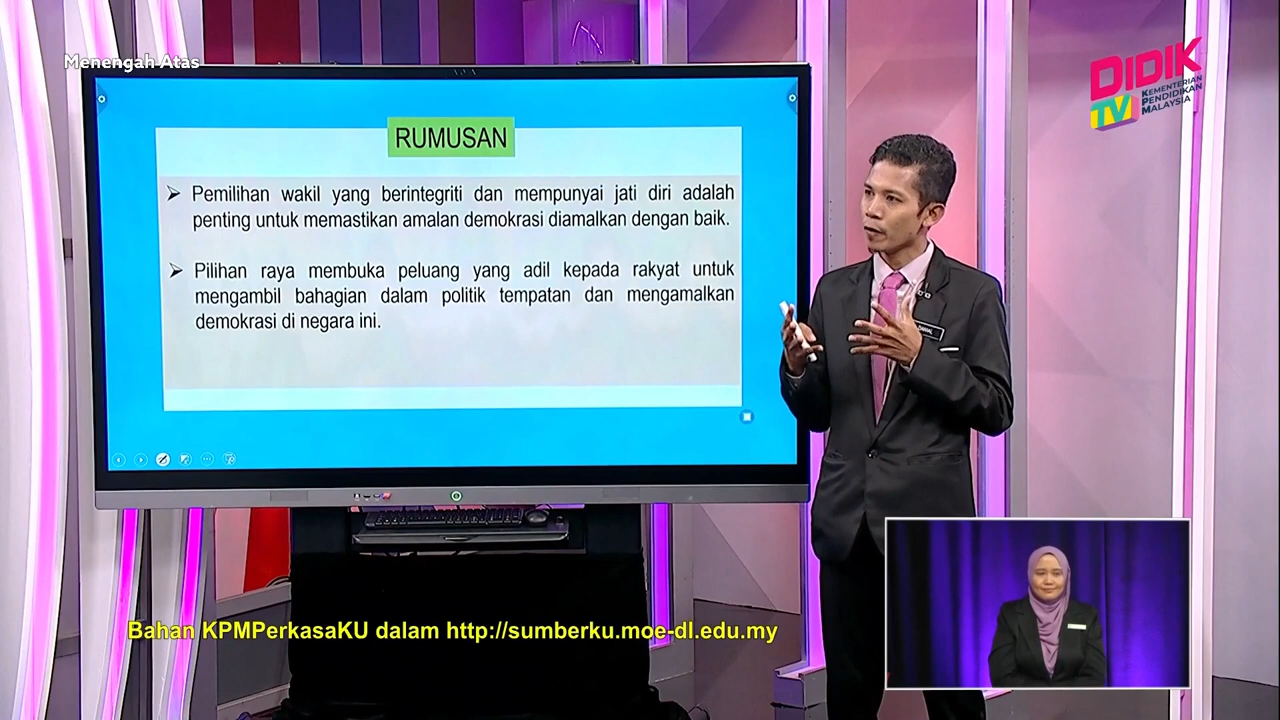 Menengah Atas
DIDIK
TV
KEMENTERIAN
PENDIDIKAN
MALAYSIA
RUMUSAN
➢ Pemilihan wakil yang berintegriti dan mempunyai jati diri adalah
penting untuk memastikan amalan demokrasi diamalkan dengan baik.
➢ Pilihan raya membuka peluang yang adil kepada rakyat untuk
mengambil bahagian dalam politik tempatan dan mengamalkan
demokrasi di negara ini.
Bahan KPMPerkasaKU dalam http://sumberku.moe-dl.edu.my